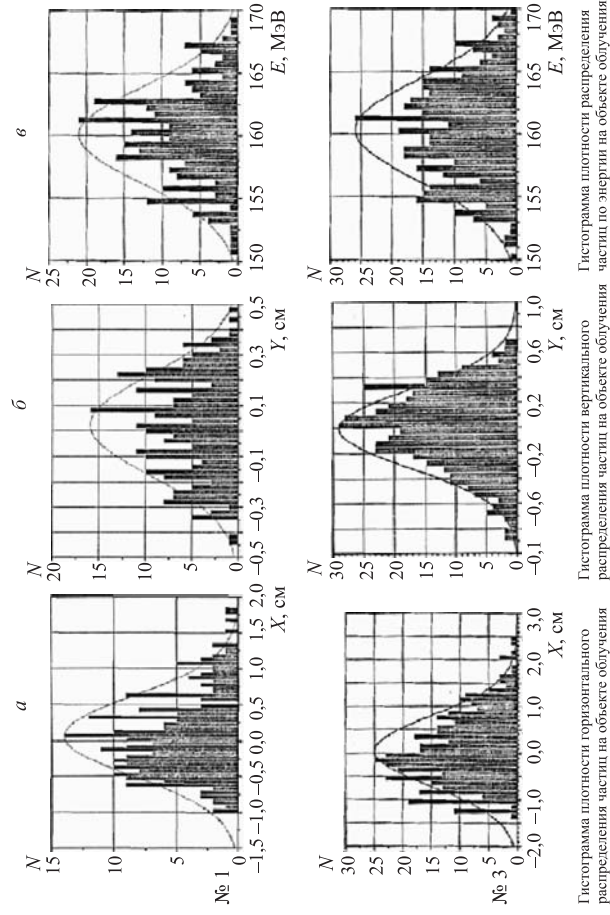 а
б
в
N
15
10
5
0
−1,5 −1,0 −0,5 0,0 0,5 1,0 1,5 2,0
X, см
№ 1
N
20
15
10
5
0
−0,5 −0,3 −0,1 0,1 0,3 0,5
Y, см
N
25
20
15
10
5
0
150 155 160 165 170
E, МэВ
N
30
25
20
15
10
5
0
−2,0 −1,0 0,0 1,0 2,0 3,0
X, см
№ 3
N
30
25
20
15
10
5
0
−0,1 −0,6 −0,2 0,2 0,6 1,0
Y, см
N
30
25
20
15
10
5
0
150 155 160 165 170
E, МэВ
Гистограмма плотности горизонтального
распределения частиц на объекте облучения
Гистограмма плотности вертикального
распределения частиц на объекте облучения
Гистограмма плотности распределения
частиц по энергии на объекте облучения